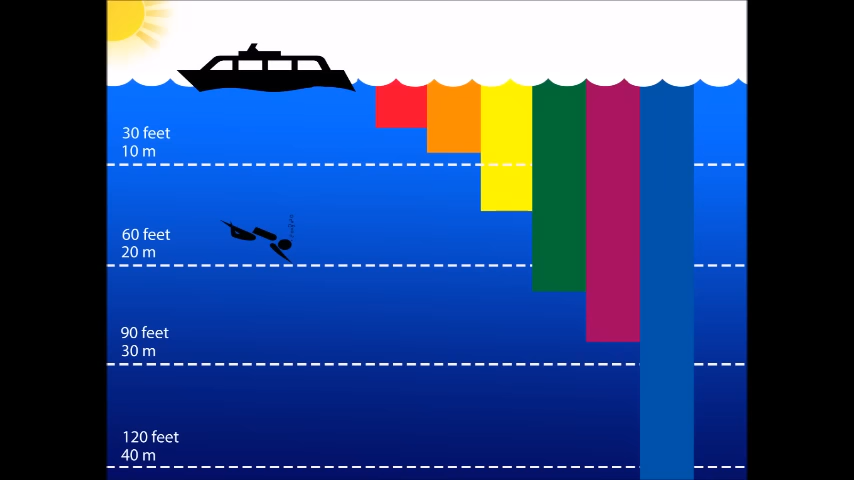 30 feet
10 m
60 feet
20 m
90 feet
30 m
120 feet
40 m